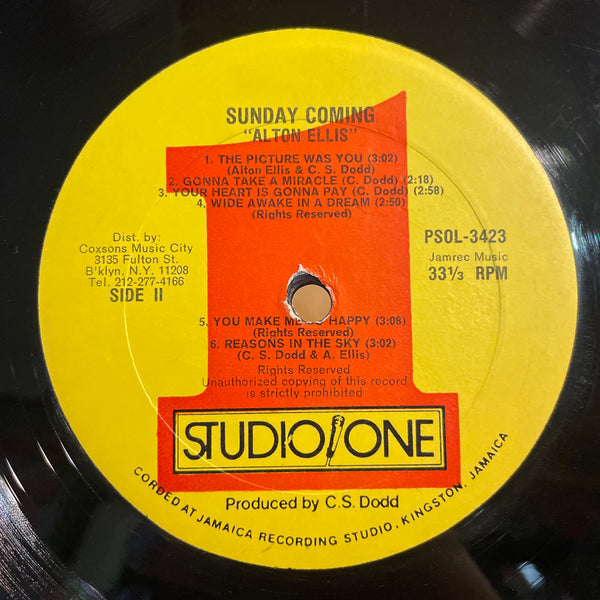 SUNDAY COMING
"ALTON ELLIS"
1. THE PICTURE WAS YOU (3:02)
(Alton Ellis & C. S. Dodd)
2. GONNA TAKE A MIRACLE (C. Dodd) (2:18)
3. YOUR HEART IS GONNA PAY (C. Dodd) (2:58)
4. WIDE AWAKE IN A DREAM (2:50)
(Rights Reserved)
Dist. by:
Coxsons Music City
3135 Fulton St.
B'klyn, N.Y. 11208
Tel. 212-277-4166
SIDE II
PSOL-3423
Jamrec Music
33⅓ RPM
5. YOU MAKE ME SO HAPPY (3:08)
(Rights Reserved)
6. REASONS IN THE SKY (3:02)
(C. S. Dodd & A. Ellis)
Rights Reserved
Unauthorized copying of this record
is strictly prohibited
STUDIO ONE
Produced by C.S. Dodd
CORDED AT JAMAICA RECORDING STUDIO, KINGSTON, JAMAICA